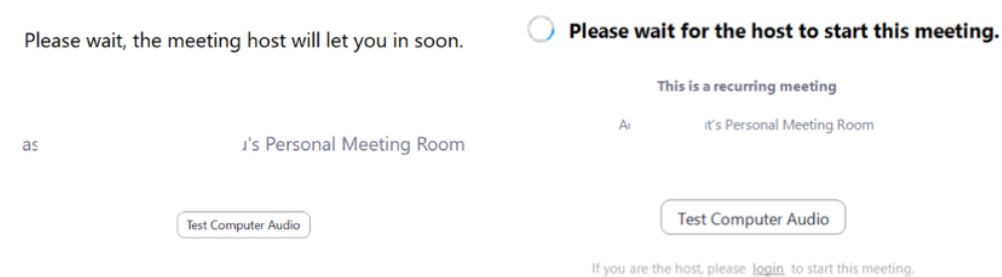 Please wait, the meeting host will let you in soon.
's Personal Meeting Room
Test Computer Audio
Please wait for the host to start this meeting.
This is a recurring meeting
t's Personal Meeting Room
Test Computer Audio
If you are the host, please login to start this meeting.